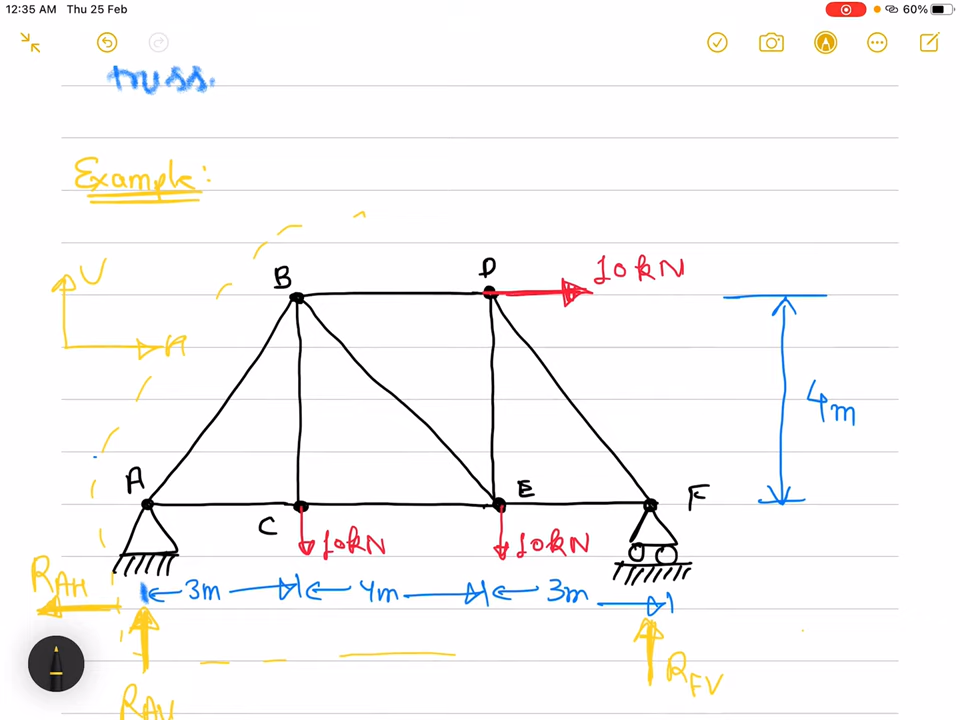 12:35 AM Thu 25 Feb
60%
truss.
Example:
V
H
B
D
10kN
4m
A
C
E
F
10kN
10kN
3m
4m
3m
RAH
RAV
RFV